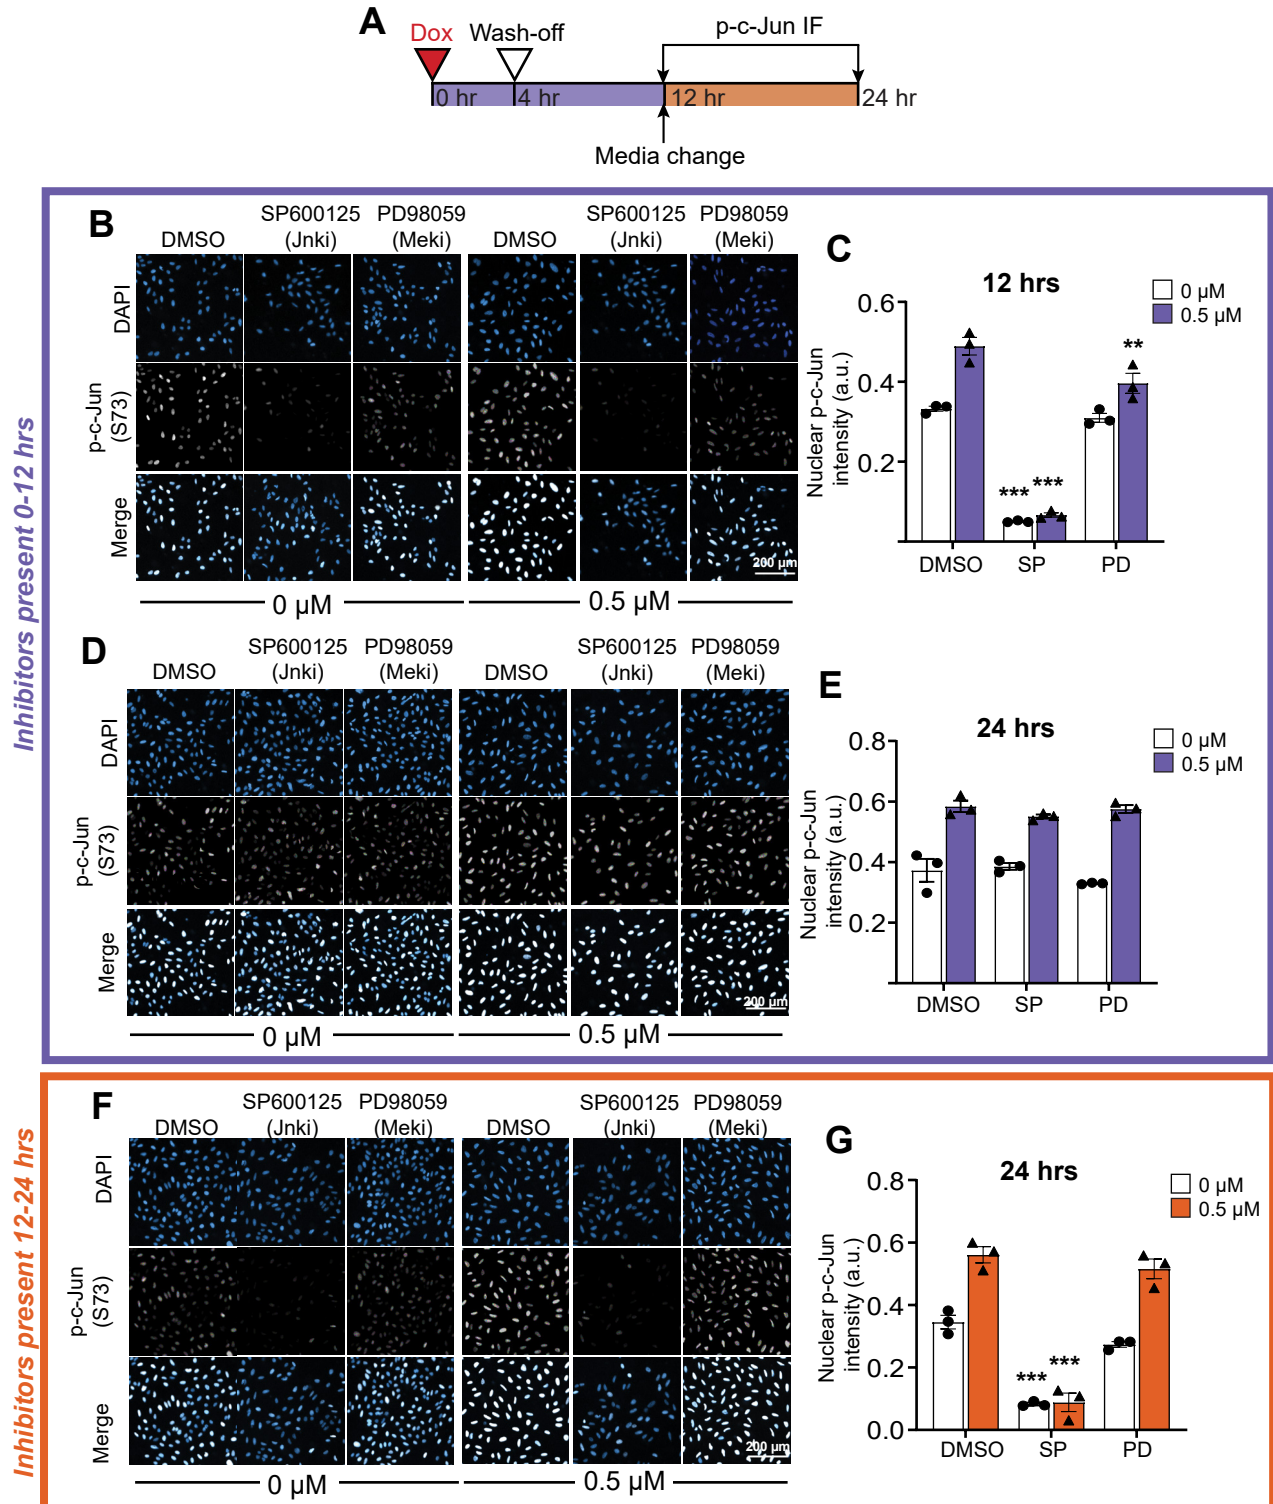 A
Dox
Wash-off
p-c-Jun IF
0 hr
4 hr
12 hr
24 hr
Media change
Inhibitors present 0-12 hrs
B
DMSO
SP600125
(Jnki)
PD98059
(Meki)
DMSO
SP600125
(Jnki)
PD98059
(Meki)
DAPI
p-c-Jun
(S73)
Merge
200 µm
0 µM
0.5 µM
C
12 hrs
0 µM
0.5 µM
Nuclear p-c-Jun
intensity (a.u.)
0.6
0.4
0.2
***
***
**
DMSO
SP
PD
D
DMSO
SP600125
(Jnki)
PD98059
(Meki)
DMSO
SP600125
(Jnki)
PD98059
(Meki)
DAPI
p-c-Jun
(S73)
Merge
200 µm
0 µM
0.5 µM
E
24 hrs
0 µM
0.5 µM
Nuclear p-c-Jun
intensity (a.u.)
0.8
0.6
0.4
0.2
DMSO
SP
PD
Inhibitors present 12-24 hrs
F
DMSO
SP600125
(Jnki)
PD98059
(Meki)
DMSO
SP600125
(Jnki)
PD98059
(Meki)
DAPI
p-c-Jun
(S73)
Merge
200 µm
0 µM
0.5 µM
G
24 hrs
0 µM
0.5 µM
Nuclear p-c-Jun
intensity (a.u.)
0.8
0.6
0.4
0.2
0.0
***
***
DMSO
SP
PD